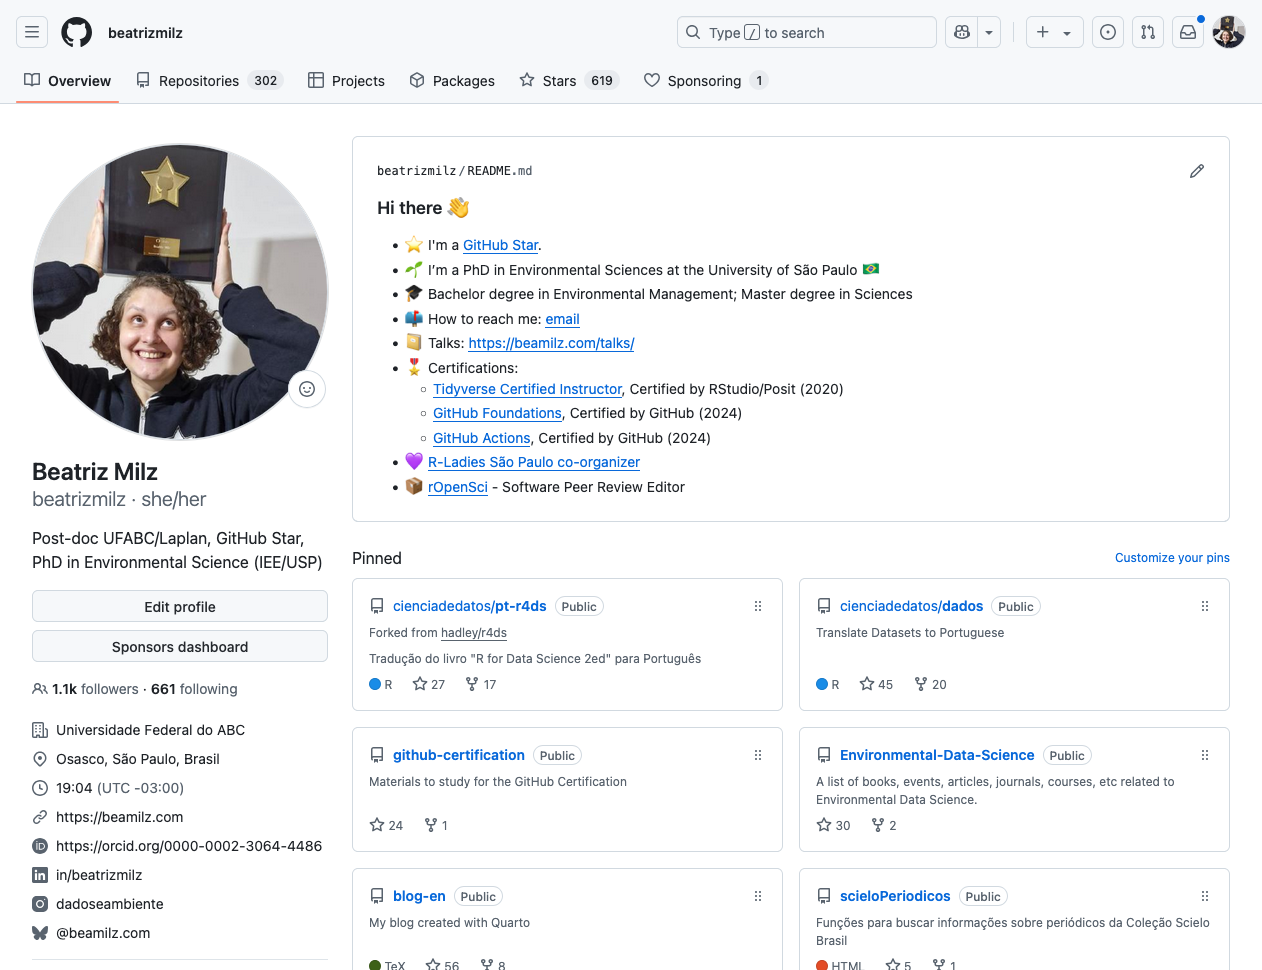 beatrizmilz
Type / to search
Overview
Repositories 302
Projects
Packages
Stars 619
Sponsoring 1
Beatriz Milz
beatrizmilz · she/her
Post-doc UFABC/Laplan, GitHub Star,
PhD in Environmental Science (IEE/USP)
Edit profile
Sponsors dashboard
1.1k followers · 661 following
Universidade Federal do ABC
Osasco, São Paulo, Brasil
19:04 (UTC -03:00)
https://beamilz.com
https://orcid.org/0000-0002-3064-4486
in/beatrizmilz
dadoseambiente
@beamilz.com
beatrizmilz/README.md
Hi there 👋
⭐ I'm a GitHub Star.
🌱 I’m a PhD in Environmental Sciences at the University of São Paulo 🇧🇷
🎓 Bachelor degree in Environmental Management; Master degree in Sciences
📫 How to reach me: email
📔 Talks: https://beamilz.com/talks/
🎖️ Certifications:
Tidyverse Certified Instructor, Certified by RStudio/Posit (2020)
GitHub Foundations, Certified by GitHub (2024)
GitHub Actions, Certified by GitHub (2024)
💜 R-Ladies São Paulo co-organizer
📦 rOpenSci - Software Peer Review Editor
Pinned
Customize your pins
cienciadedatos/pt-r4ds Public
Forked from hadley/r4ds
Tradução do livro "R for Data Science 2ed" para Português
R 27 17
cienciadedatos/dados Public
Translate Datasets to Portuguese
R 45 20
github-certification Public
Materials to study for the GitHub Certification
24 1
Environmental-Data-Science Public
A list of books, events, articles, journals, courses, etc related to
Environmental Data Science.
30 2
blog-en Public
My blog created with Quarto
TeX 56 8
scieloPeriodicos Public
Funções para buscar informações sobre periódicos da Coleção Scielo
Brasil
HTML 5 1